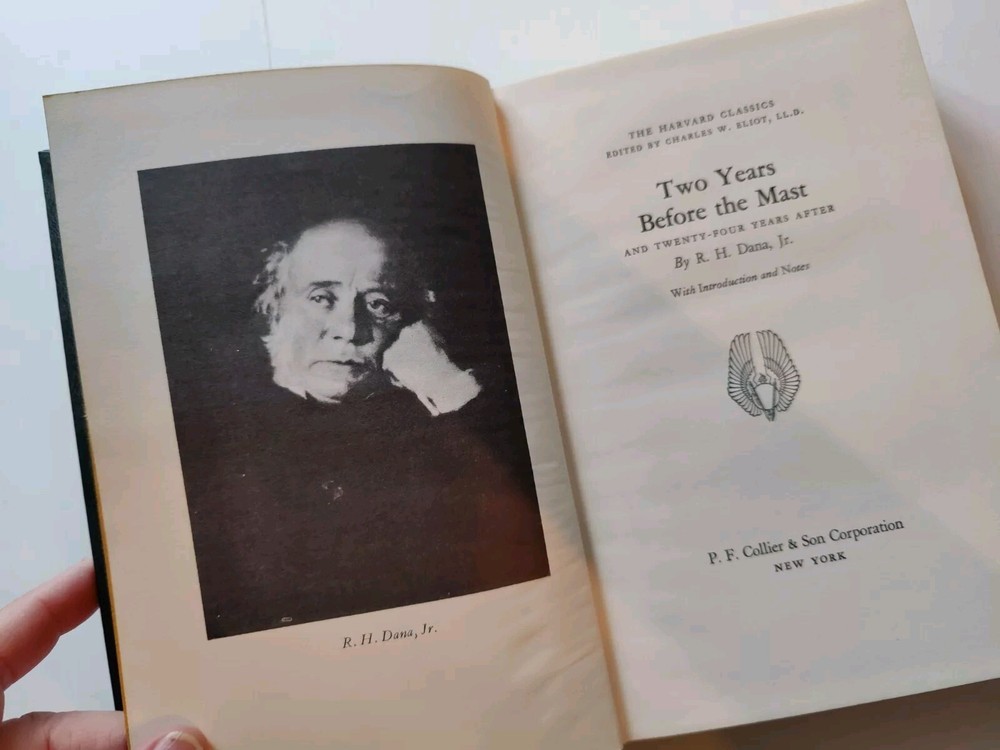 R. H. Dana, Jr.
THE HARVARD CLASSICS
EDITED BY CHARLES W. ELIOT, LL.D.
Two Years
Before the Mast
AND TWENTY-FOUR YEARS AFTER
By R. H. Dana, Jr.
With Introduction and Notes
P. F. Collier & Son Corporation
NEW YORK